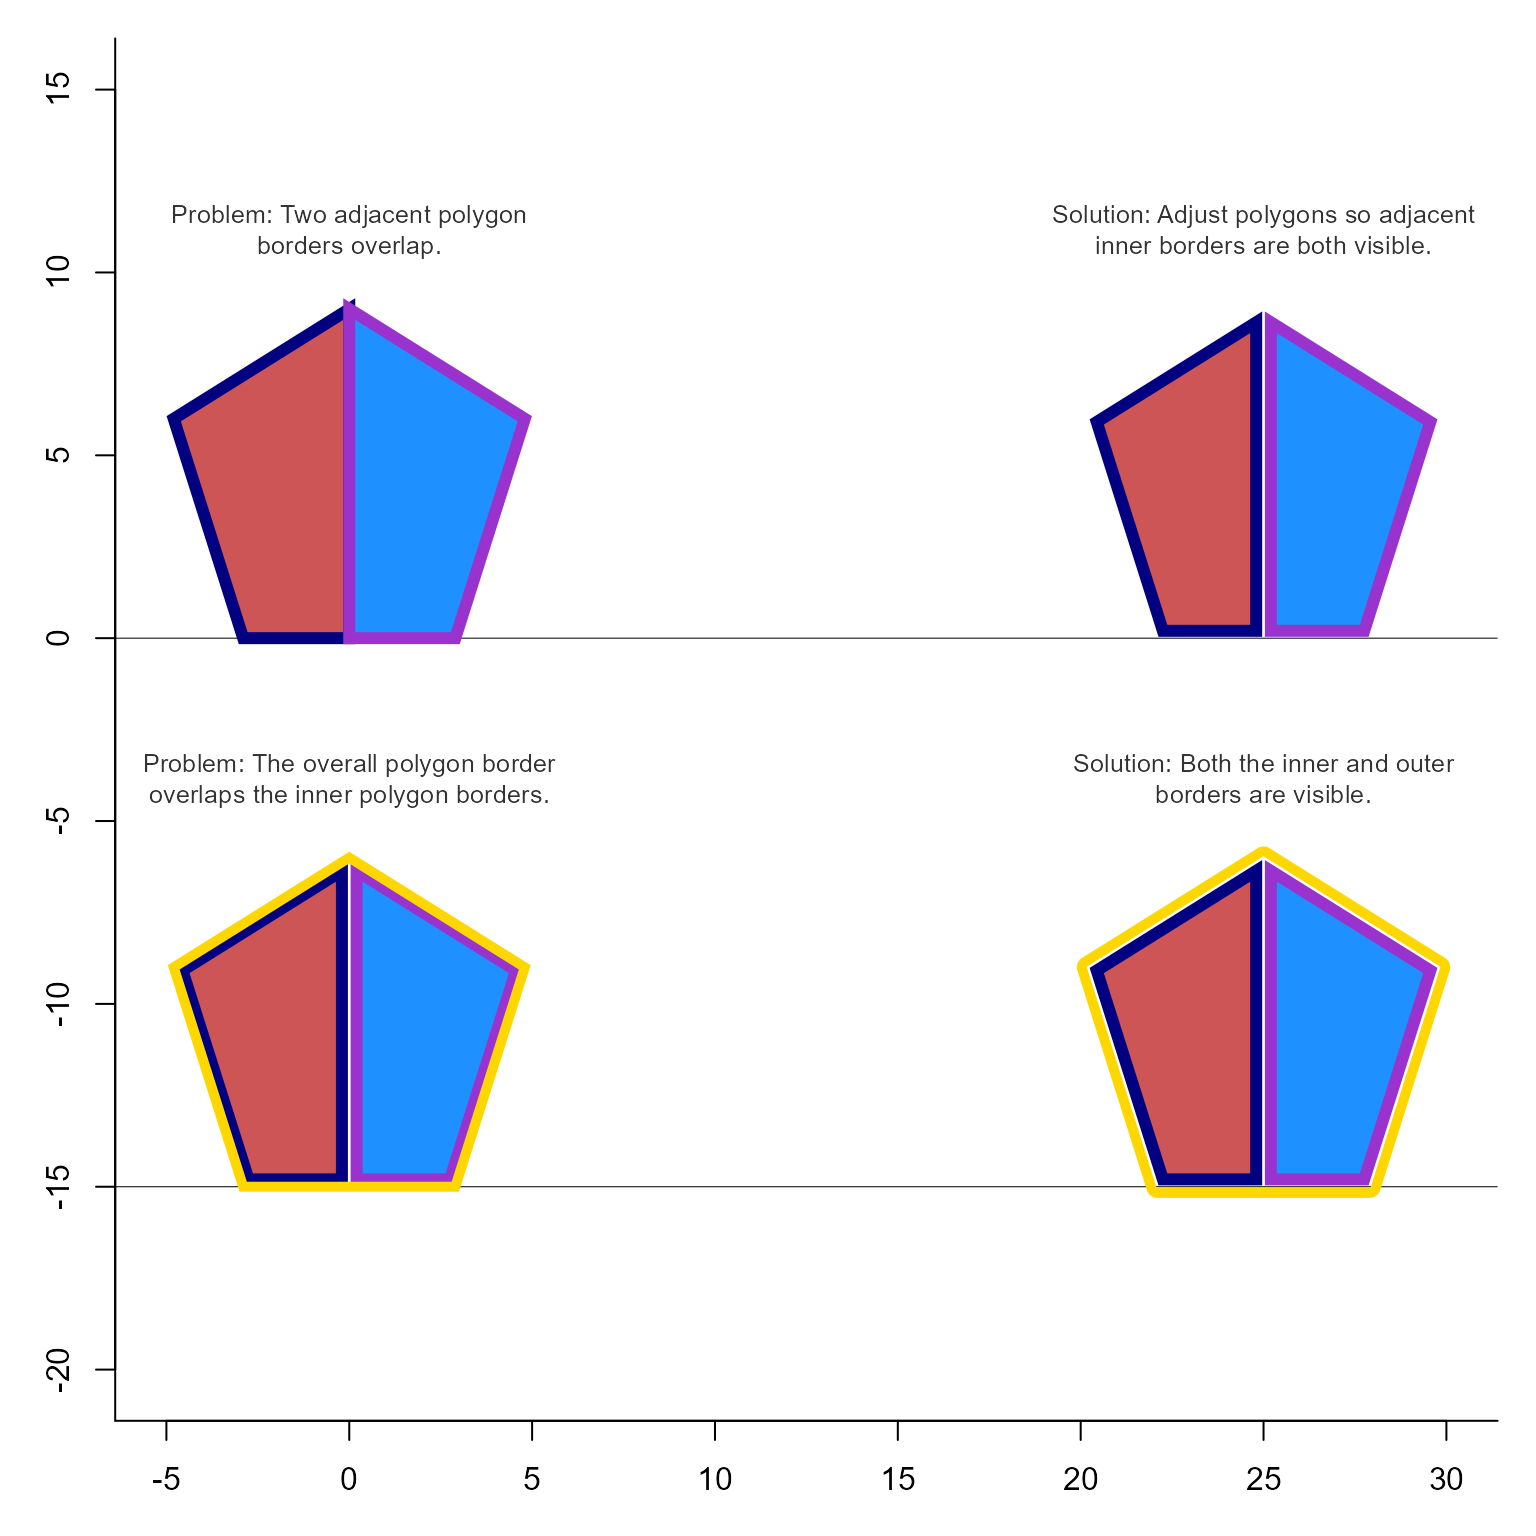 15
10
5
0
-5
-10
-15
-20
Problem: Two adjacent polygon
borders overlap.
Solution: Adjust polygons so adjacent
inner borders are both visible.
Problem: The overall polygon border
overlaps the inner polygon borders.
Solution: Both the inner and outer
borders are visible.
-5 0 5 10 15 20 25 30